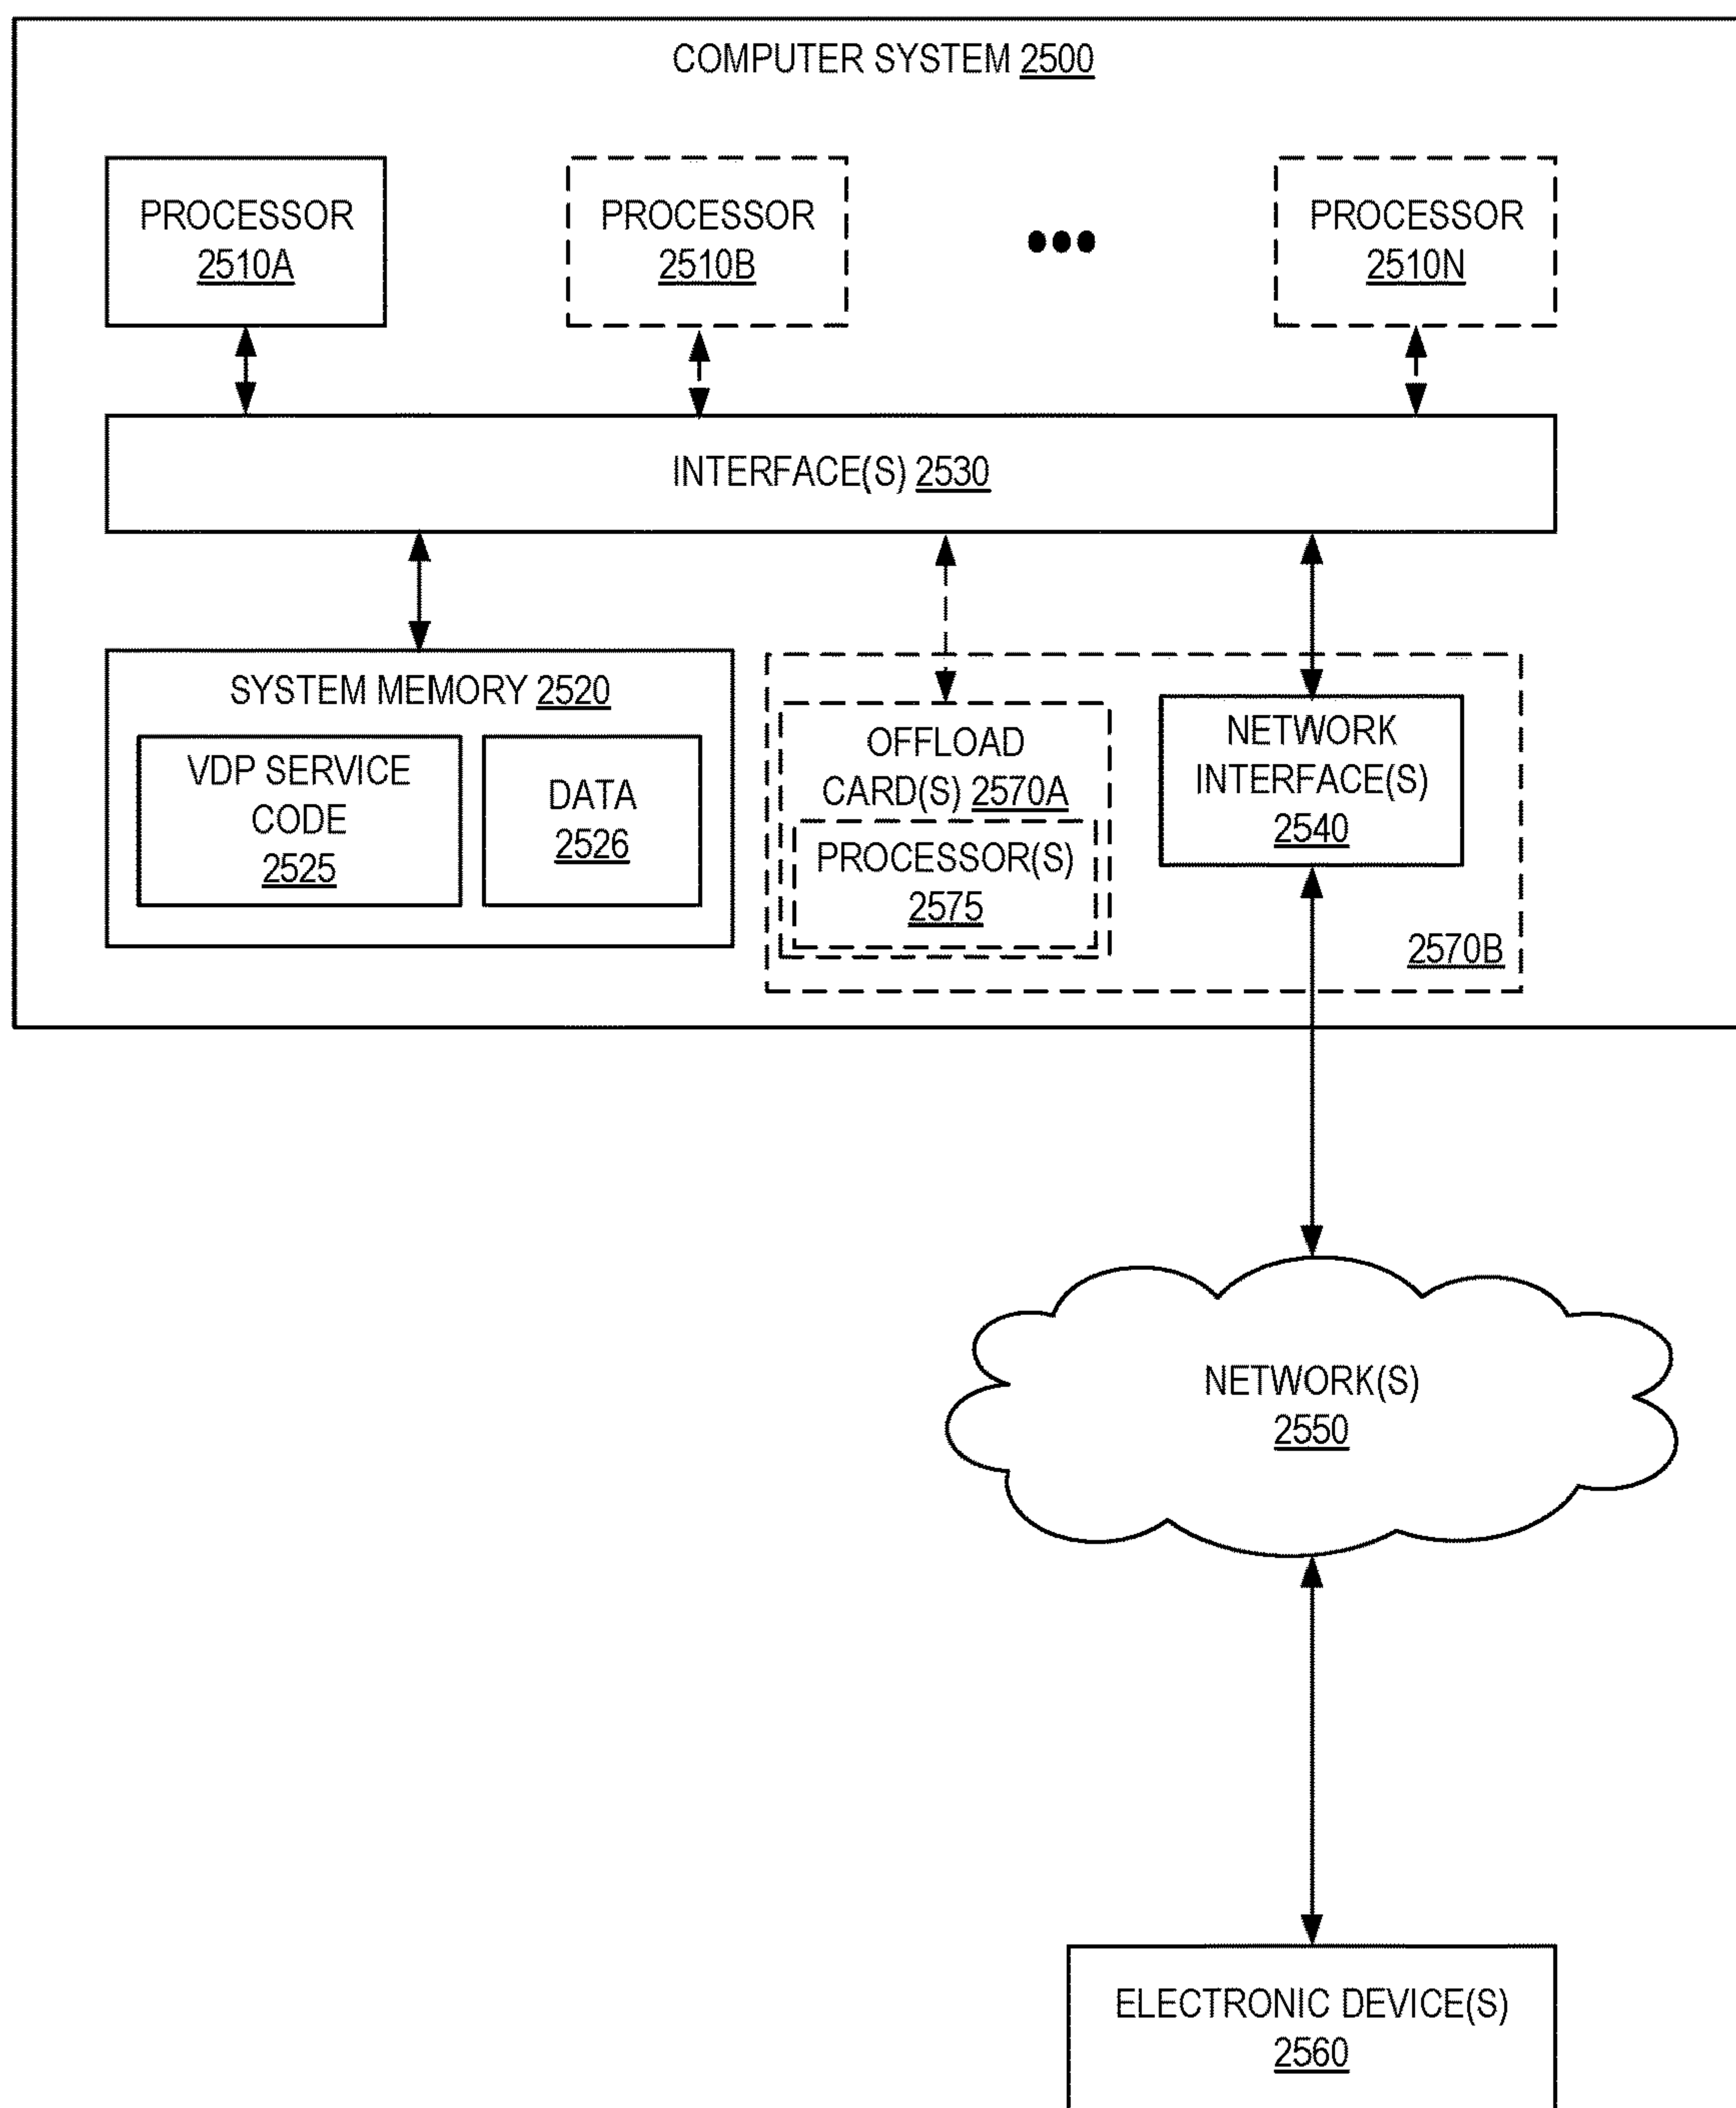 COMPUTER SYSTEM 2500
PROCESSOR
2510A
PROCESSOR
2510B
PROCESSOR
2510N
INTERFACE(S) 2530
SYSTEM MEMORY 2520
VDP SERVICE
CODE
2525
DATA
2526
OFFLOAD
CARD(S) 2570A
PROCESSOR(S)
2575
NETWORK
INTERFACE(S)
2540
2570B
NETWORK(S)
2550
ELECTRONIC DEVICE(S)
2560